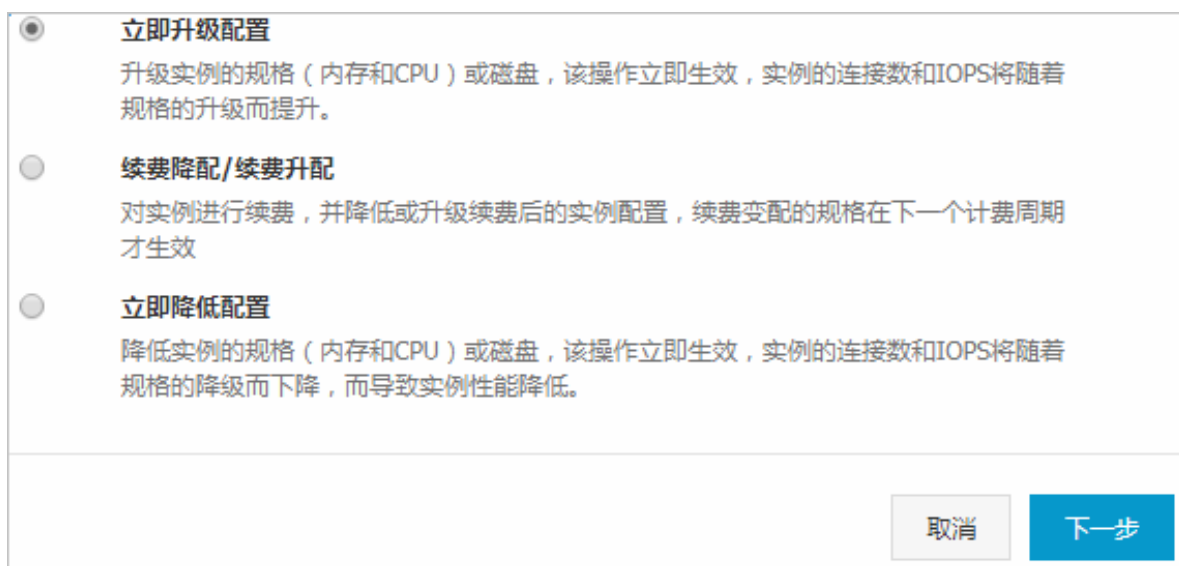 立即升级配置
升级实例的规格（内存和CPU）或磁盘，该操作立即生效，实例的连接数和IOPS将随着
规格的升级而提升。
续费降配/续费升配
对实例进行续费，并降低或升级续费后的实例配置，续费变配的规格在下一个计费周期
才生效
立即降低配置
降低实例的规格（内存和CPU）或磁盘，该操作立即生效，实例的连接数和IOPS将随着
规格的降级而下降，而导致实例性能降低。
取消
下一步